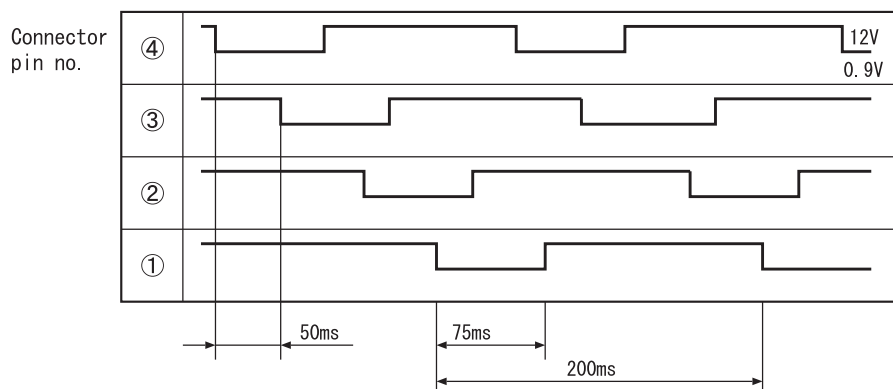 Connector
pin no.
④
12V
0.9V
③
②
①
50ms
75ms
200ms